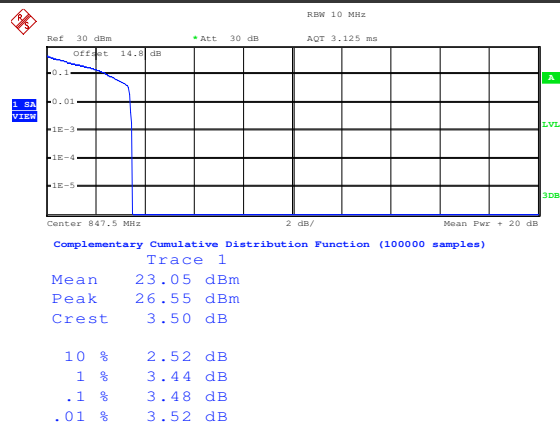 RBW 10 MHz
Ref 30 dBm * Att 30 dB AQT 3.125 ms
Offset 14.8 dB
0.1
A
0.01
1 SA
VIEW
1E-3
LVL
1E-4
1E-5
3DB
Center 847.5 MHz 2 dB/ Mean Pwr + 20 dB
Complementary Cumulative Distribution Function (100000 samples)
Trace 1
Mean 23.05 dBm
Peak 26.55 dBm
Crest 3.50 dB
10 % 2.52 dB
1 % 3.44 dB
.1 % 3.48 dB
.01 % 3.52 dB